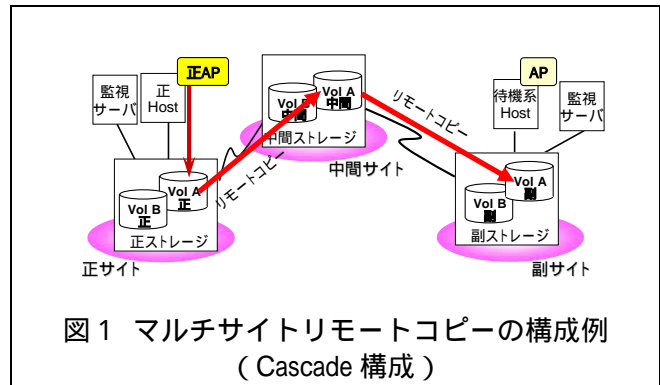 監視
サーバ
正
Host
正AP
Vol B
中間
Vol A
中間
中間ストレージ
中間サイト
リモートコピー
リモートコピー
AP
待機系
Host
監視
サーバ
Vol A
正
Vol B
正
正ストレージ
正サイト
Vol A
副
Vol B
副
副ストレージ
副サイト
図 1 マルチサイトリモートコピーの構成例
( Cascade 構成 )